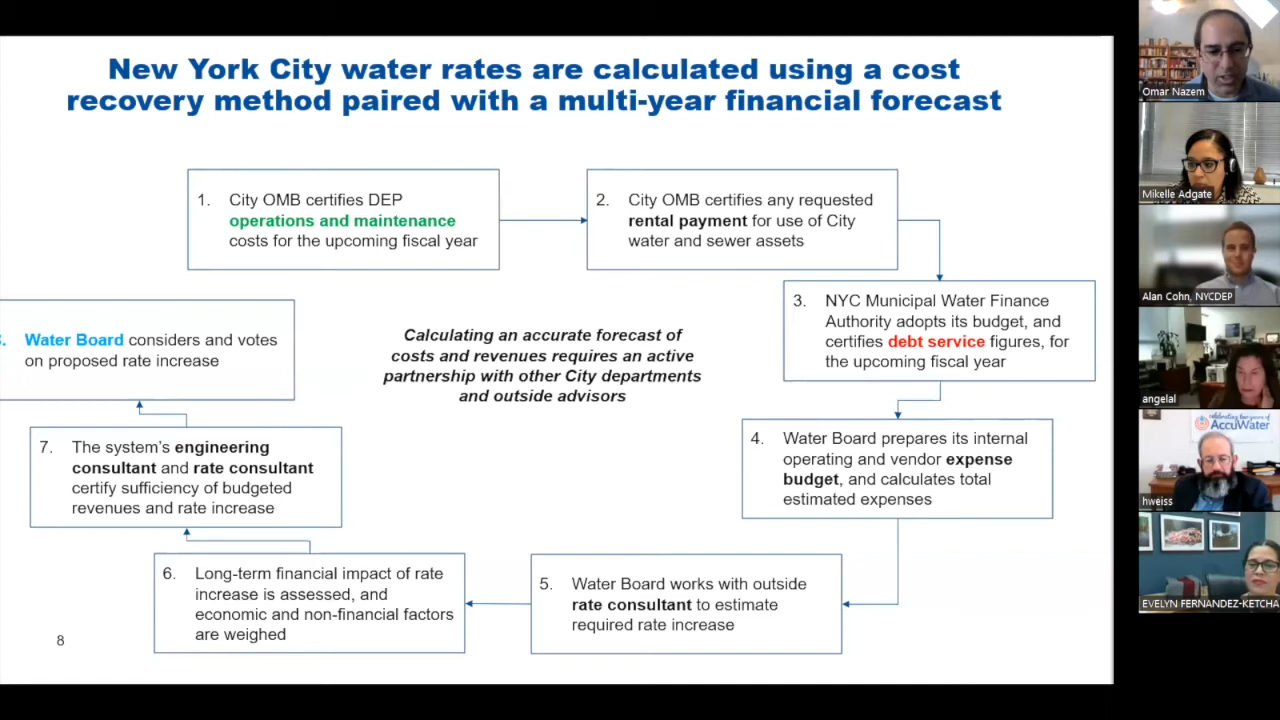 New York City water rates are calculated using a cost
recovery method paired with a multi-year financial forecast
1. City OMB certifies DEP
operations and maintenance
costs for the upcoming fiscal year
2. City OMB certifies any requested
rental payment for use of City
water and sewer assets
3. NYC Municipal Water Finance
Authority adopts its budget, and
certifies debt service figures, for
the upcoming fiscal year
4. Water Board prepares its internal
operating and vendor expense
budget, and calculates total
estimated expenses
5. Water Board works with outside
rate consultant to estimate
required rate increase
6. Long-term financial impact of rate
increase is assessed, and
economic and non-financial factors
are weighed
7. The system's engineering
consultant and rate consultant
certify sufficiency of budgeted
revenues and rate increase
Water Board considers and votes
on proposed rate increase
Calculating an accurate forecast of
costs and revenues requires an active
partnership with other City departments
and outside advisors
8
Omar Nazem
Mikelle Adgate
Alan Cohn, NYCDEP
angelal
AccuWater
hweiss
EVELYN FERNANDEZ-KETCHA